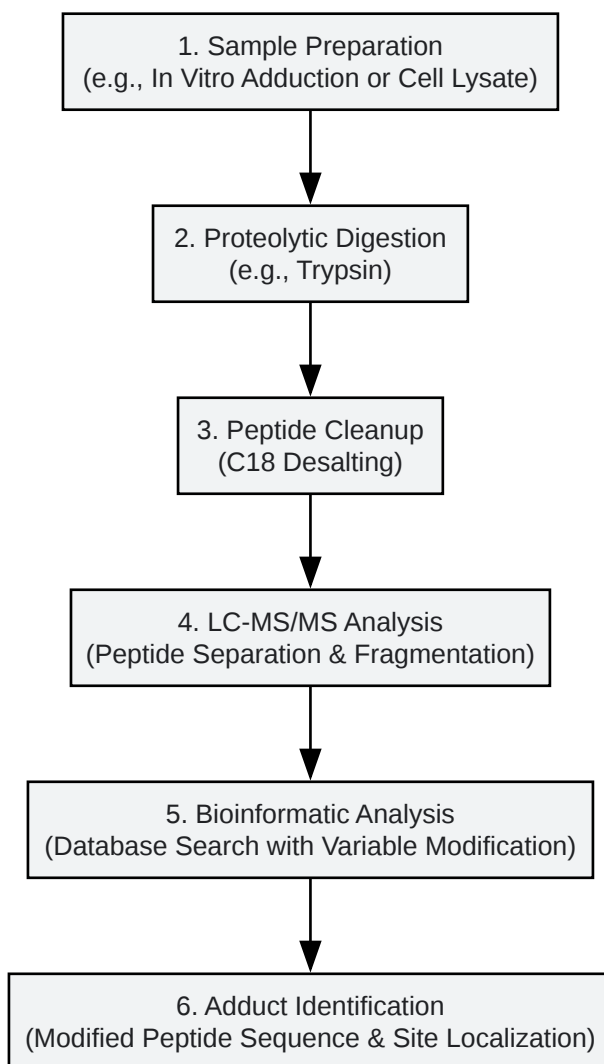 1. Sample Preparation
(e.g., In Vitro Adduction or Cell Lysate)
2. Proteolytic Digestion
(e.g., Trypsin)
3. Peptide Cleanup
(C18 Desalting)
4. LC-MS/MS Analysis
(Peptide Separation & Fragmentation)
5. Bioinformatic Analysis
(Database Search with Variable Modification)
6. Adduct Identification
(Modified Peptide Sequence & Site Localization)